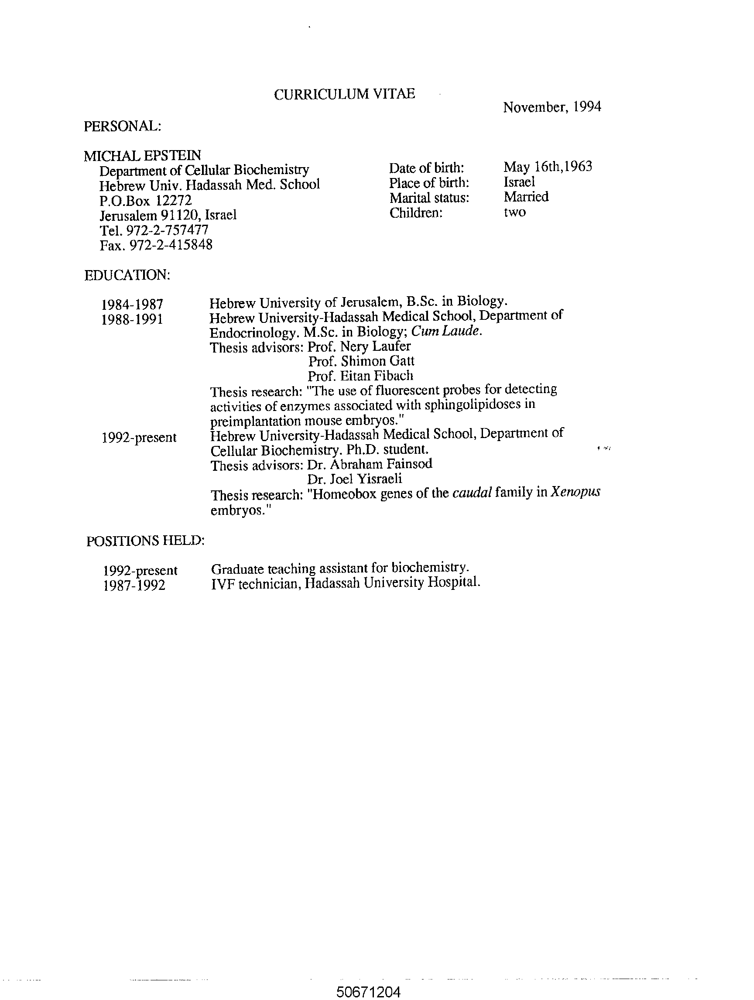 CURRICULUM VITAE
November, 1994
PERSONAL:
MICHAL EPSTEIN
Department of Cellular Biochemistry
Hebrew Univ. Hadassah Med. School
P.O.Box 12272
Jerusalem 91120, Israel
Tel. 972-2-757477
Fax. 972-2-415848
Date of birth: May 16th,1963
Place of birth: Israel
Marital status: Married
Children: two
EDUCATION:
1984-1987 Hebrew University of Jerusalem, B.Sc. in Biology.
1988-1991 Hebrew University-Hadassah Medical School, Department of
Endocrinology. M.Sc. in Biology; Cum Laude.
Thesis advisors: Prof. Nery Laufer
Prof. Shimon Gatt
Prof. Eitan Fibach
Thesis research: "The use of fluorescent probes for detecting
activities of enzymes associated with sphingolipidoses in
preimplantation mouse embryos."
1992-present Hebrew University-Hadassah Medical School, Department of
Cellular Biochemistry. Ph.D. student.
Thesis advisors: Dr. Abraham Fainsod
Dr. Joel Yisraeli
Thesis research: "Homeobox genes of the caudal family in Xenopus
embryos."
POSITIONS HELD:
1992-present Graduate teaching assistant for biochemistry.
1987-1992 IVF technician, Hadassah University Hospital.
50671204